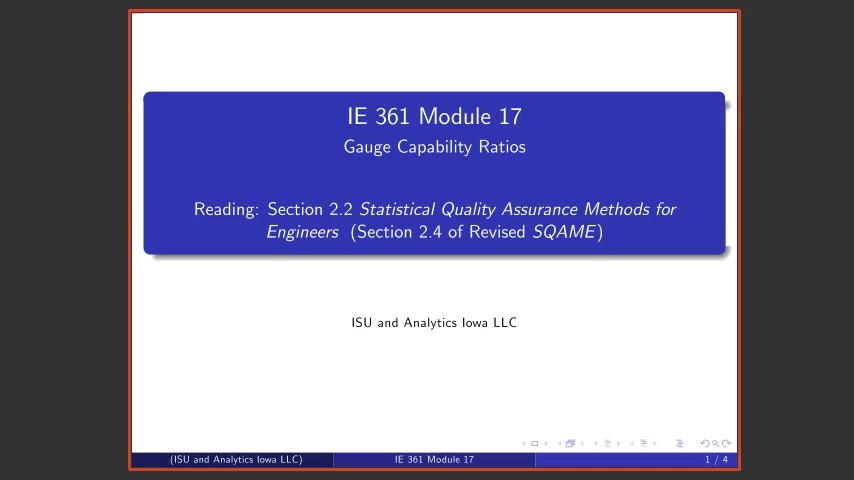 IE 361 Module 17
Gauge Capability Ratios
Reading: Section 2.2 Statistical Quality Assurance Methods for
Engineers (Section 2.4 of Revised SQAME)
ISU and Analytics Iowa LLC
(ISU and Analytics Iowa LLC)
IE 361 Module 17
1 / 4